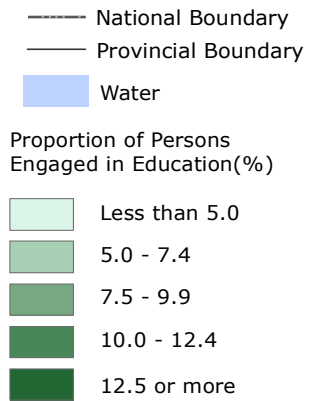 National Boundary
Provincial Boundary
Water
Proportion of Persons
Engaged in Education(%)
Less than 5.0
5.0 - 7.4
7.5 - 9.9
10.0 - 12.4
12.5 or more